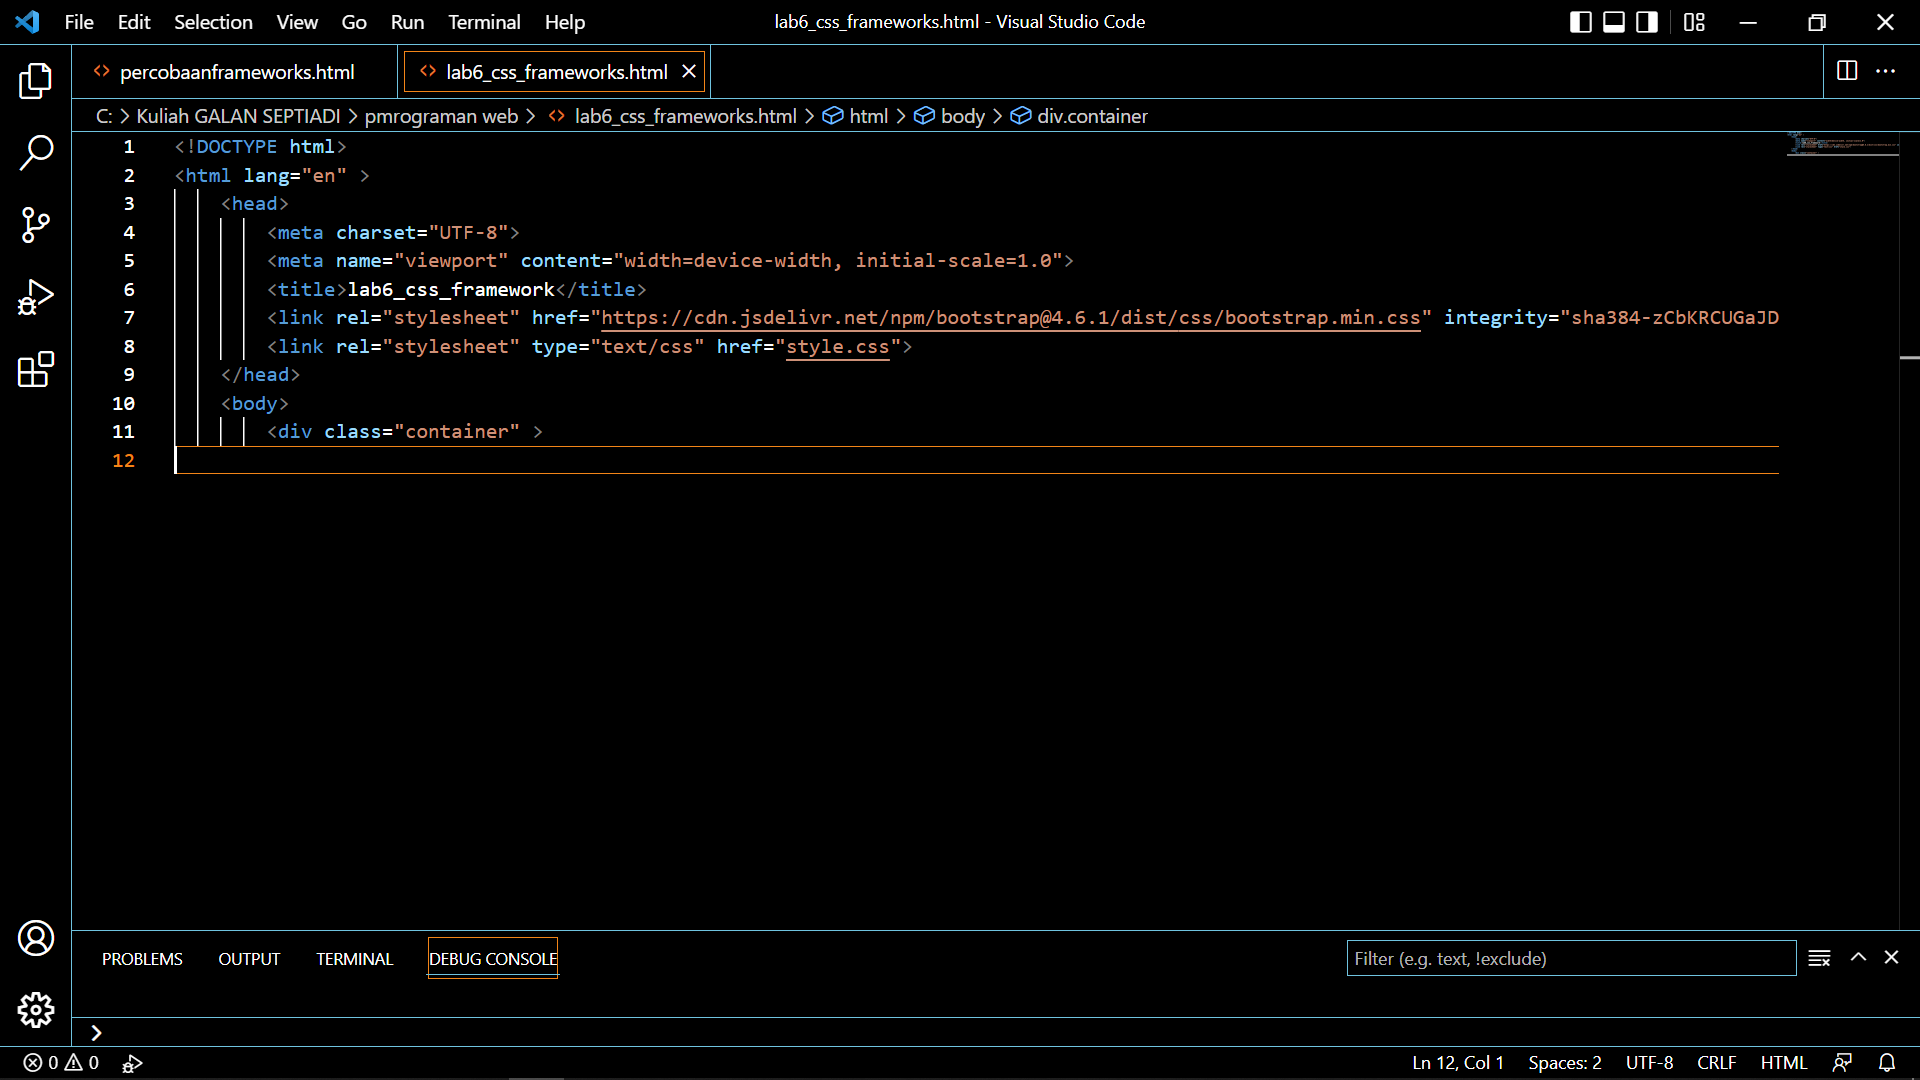 File Edit Selection View Go Run Terminal Help lab6_css_frameworks.html - Visual Studio Code
percobaanframeworks.html lab6_css_frameworks.html
C: > Kuliah GALAN SEPTIADI > pmrograman web > lab6_css_frameworks.html > html > body > div.container
1 <!DOCTYPE html>
2 <html lang="en" >
3 <head>
4 <meta charset="UTF-8">
5 <meta name="viewport" content="width=device-width, initial-scale=1.0">
6 <title>lab6_css_framework</title>
7 <link rel="stylesheet" href="https://cdn.jsdelivr.net/npm/bootstrap@4.6.1/dist/css/bootstrap.min.css" integrity="sha384-zCbKRCUGaJD
8 <link rel="stylesheet" type="text/css" href="style.css">
9 </head>
10 <body>
11 <div class="container" >
12
PROBLEMS OUTPUT TERMINAL DEBUG CONSOLE Filter (e.g. text, !exclude)
0 0 Ln 12, Col 1 Spaces: 2 UTF-8 CRLF HTML